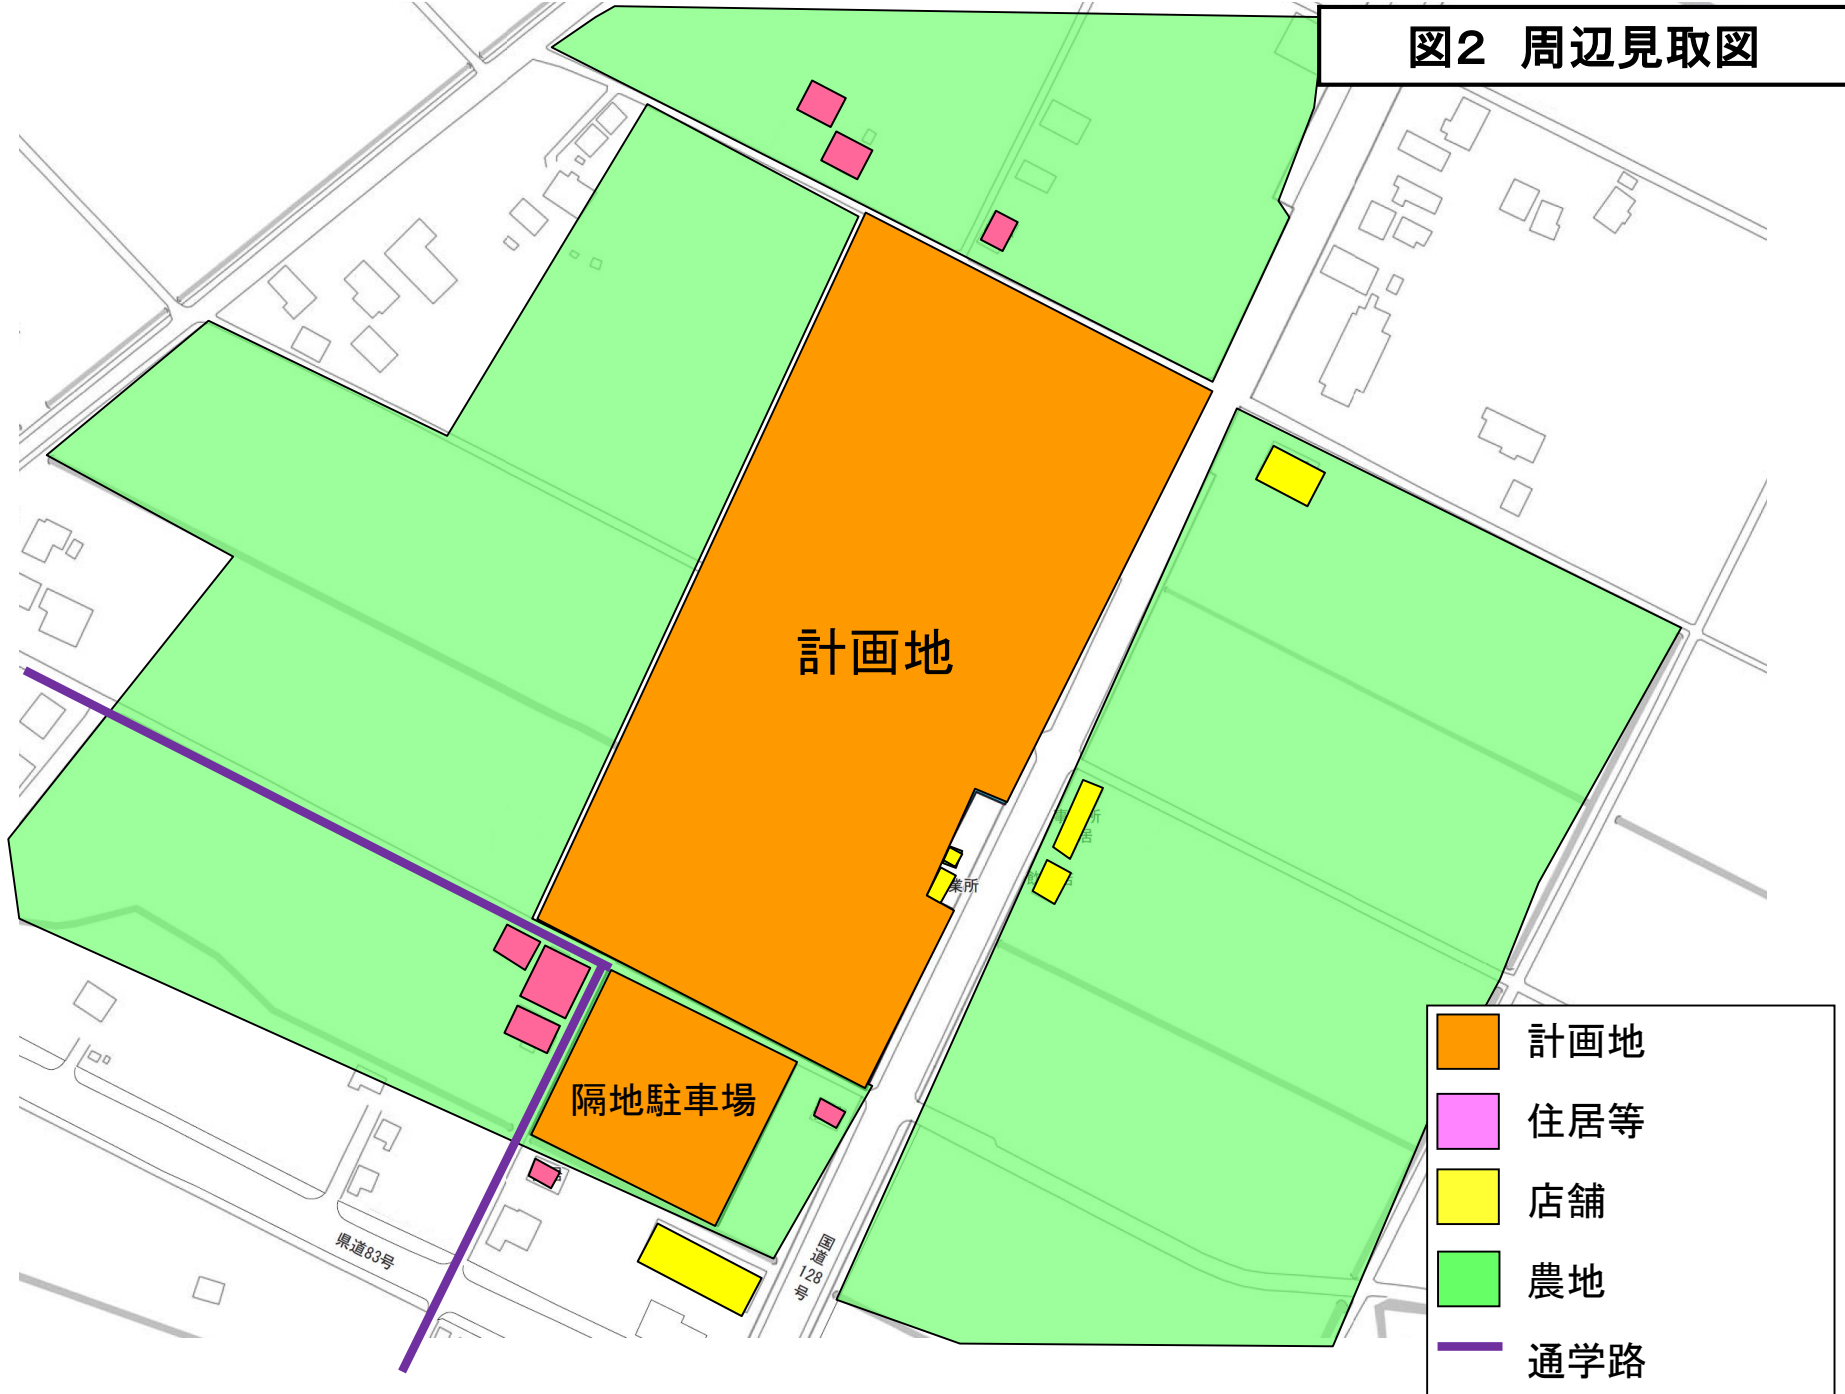 図2 周辺見取図
計画地
業所
隔地駐車場
県道83号
国道128号
計画地
住居等
店舗
農地
通学路